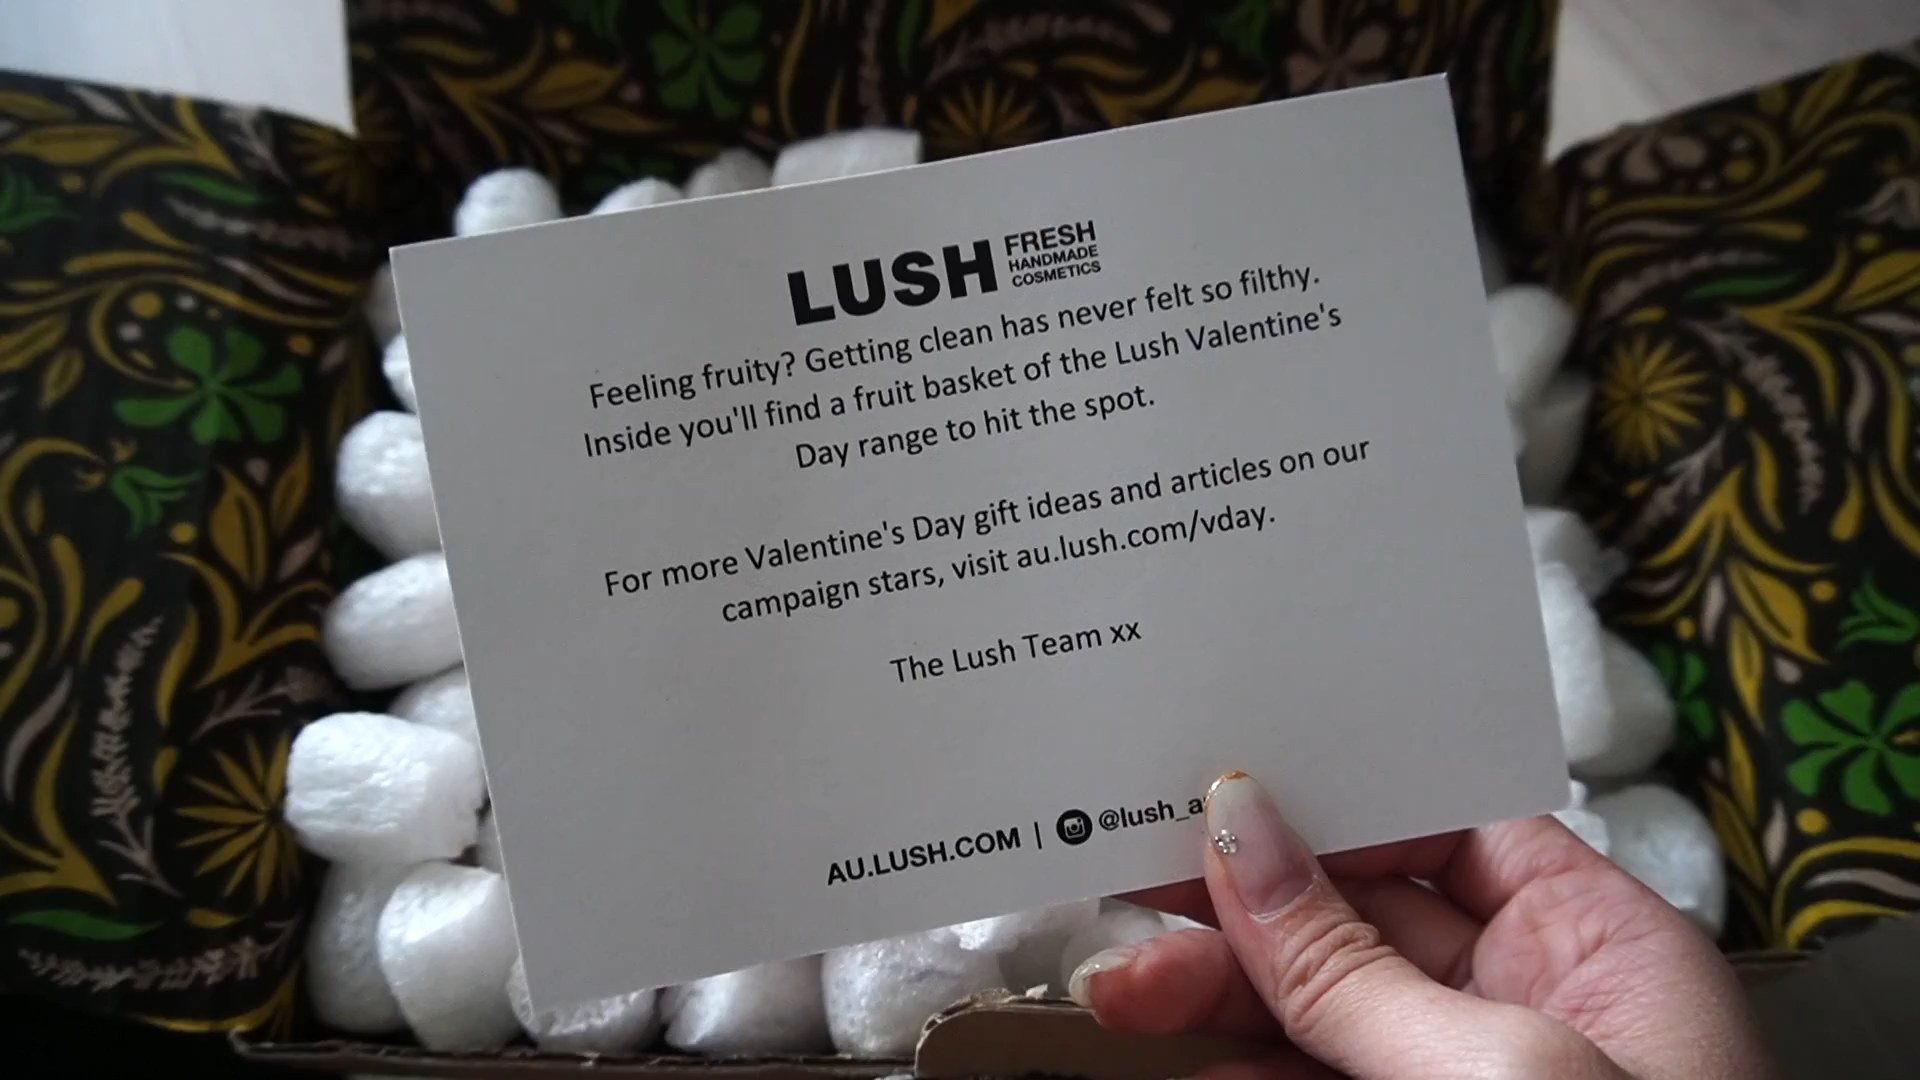 LUSH
FRESH
HANDMADE
COSMETICS
Feeling fruity? Getting clean has never felt so filthy.
Inside you'll find a fruit basket of the Lush Valentine's
Day range to hit the spot.
For more Valentine's Day gift ideas and articles on our
campaign stars, visit au.lush.com/vday.
The Lush Team xx
AU.LUSH.COM | @lush_a